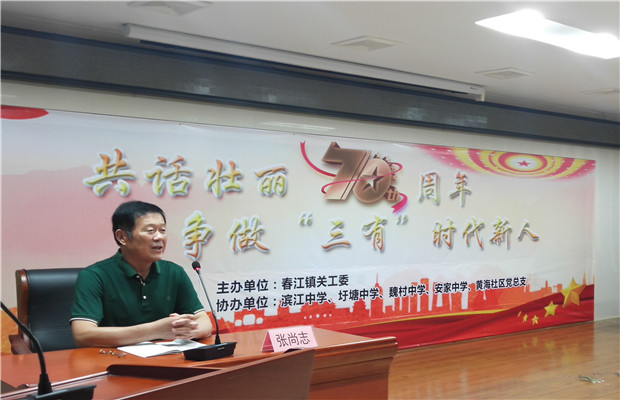 共话壮丽70周年
争做“三有”时代新人
主办单位：春江镇关工委
协办单位：滨江中学、圩塘中学、魏村中学、安家中学、黄海社区党总支
张尚志